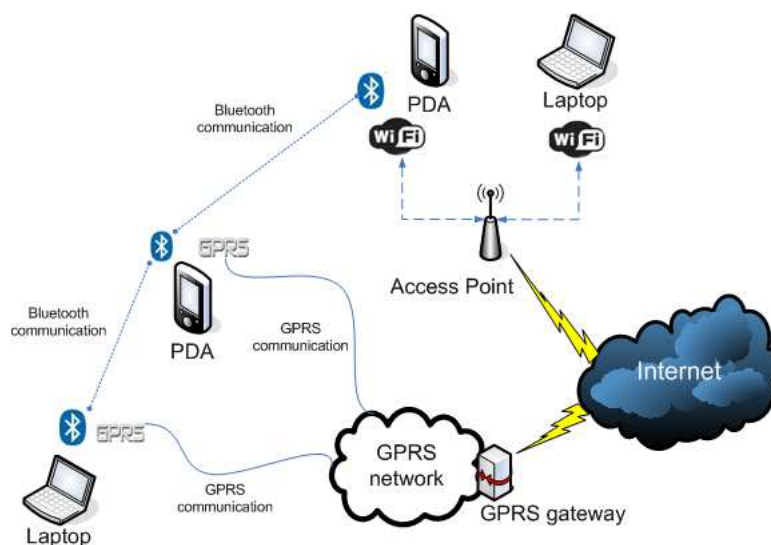 PDA
Laptop
Bluetooth
communication
Wi Fi
Wi Fi
GPRS
Access Point
Bluetooth
communication
PDA
GPRS
communication
Internet
GPRS
GPRS
network
GPRS
communication
GPRS gateway
Laptop